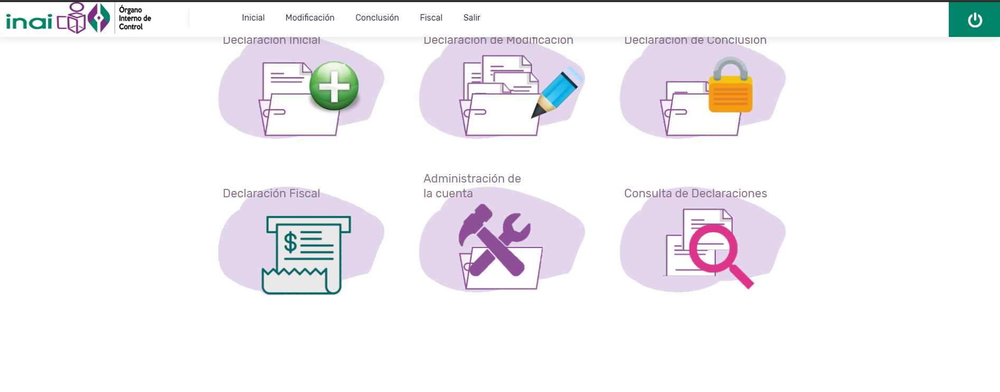 inai
Órgano
Interno de
Control
Inicial
Modificación
Conclusión
Fiscal
Salir
Declaración Inicial
Declaración de Modificación
Declaración de Conclusión
Declaración Fiscal
Administración de
la cuenta
Consulta de Declaraciones
$